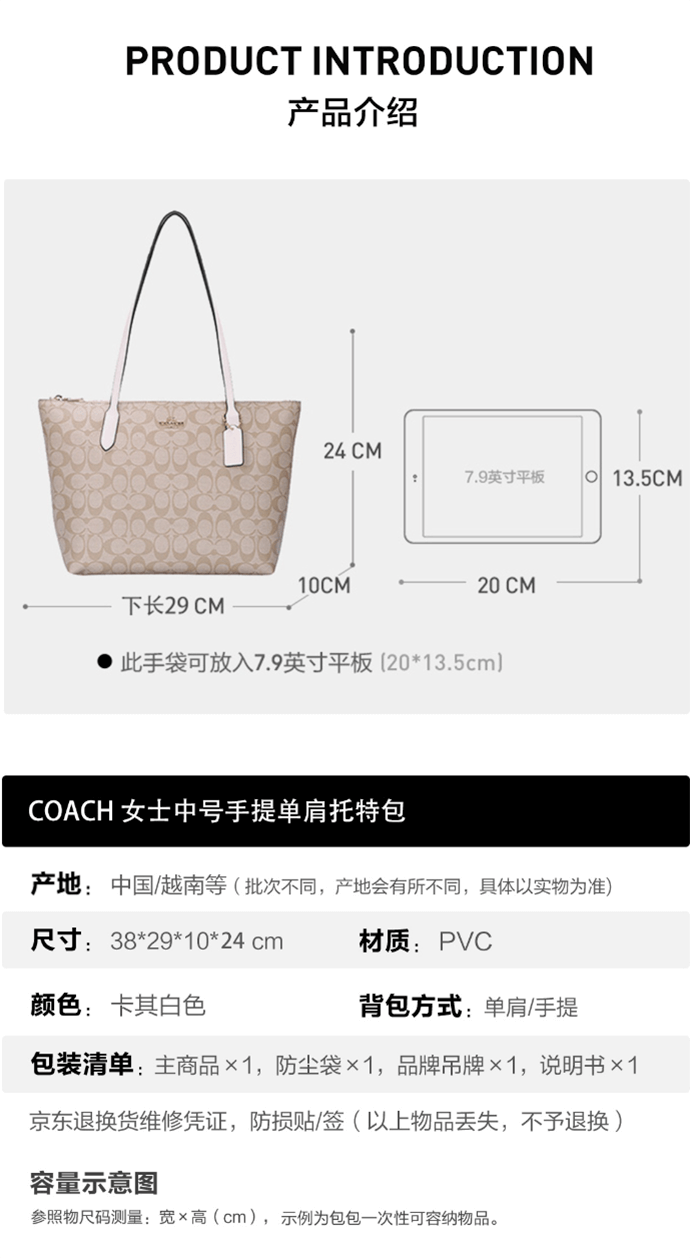 PRODUCT INTRODUCTION
产品介绍
COACH
24 CM
7.9英寸平板
13.5CM
10CM
20 CM
下长29 CM
● 此手袋可放入7.9英寸平板 (20*13.5cm)
COACH 女士中号手提单肩托特包
产地： 中国/越南等（批次不同，产地会有所不同，具体以实物为准)
尺寸： 38*29*10*24 cm 材质： PVC
颜色： 卡其白色 背包方式：单肩/手提
包装清单：主商品×1，防尘袋×1，品牌吊牌×1，说明书×1
京东退换货维修凭证，防损贴/签（以上物品丢失，不予退换）
容量示意图
参照物尺码测量：宽×高（cm），示例为包包一次性可容纳物品。